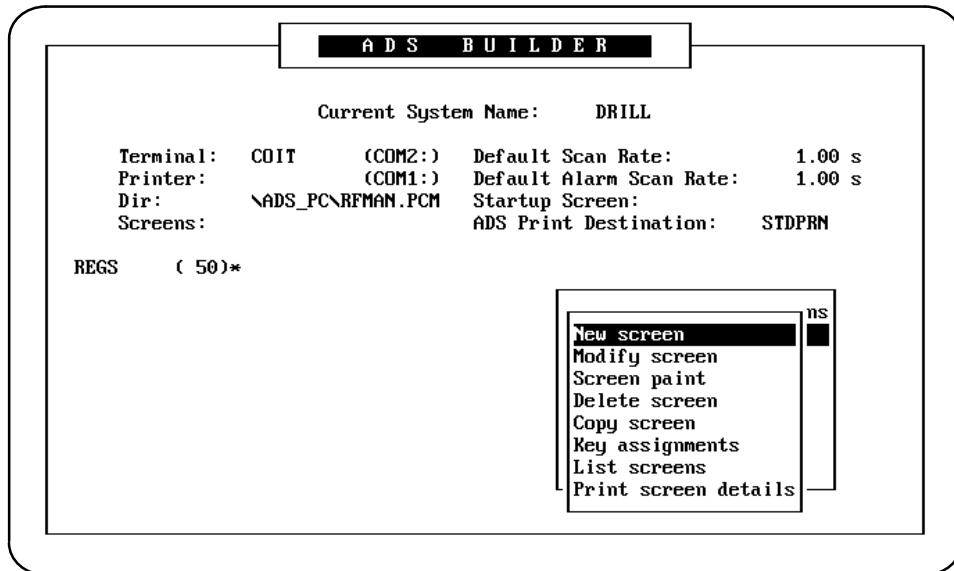 ADS BUILDER
Current System Name: DRILL
Terminal: COIT (COM2:) Default Scan Rate: 1.00 s
Printer: (COM1:) Default Alarm Scan Rate: 1.00 s
Dir: \ADS_PC\RFMAN.PCM Startup Screen:
Screens: ADS Print Destination: STDPRN
REGS ( 50)*
ns
New screen
Modify screen
Screen paint
Delete screen
Copy screen
Key assignments
List screens
Print screen details